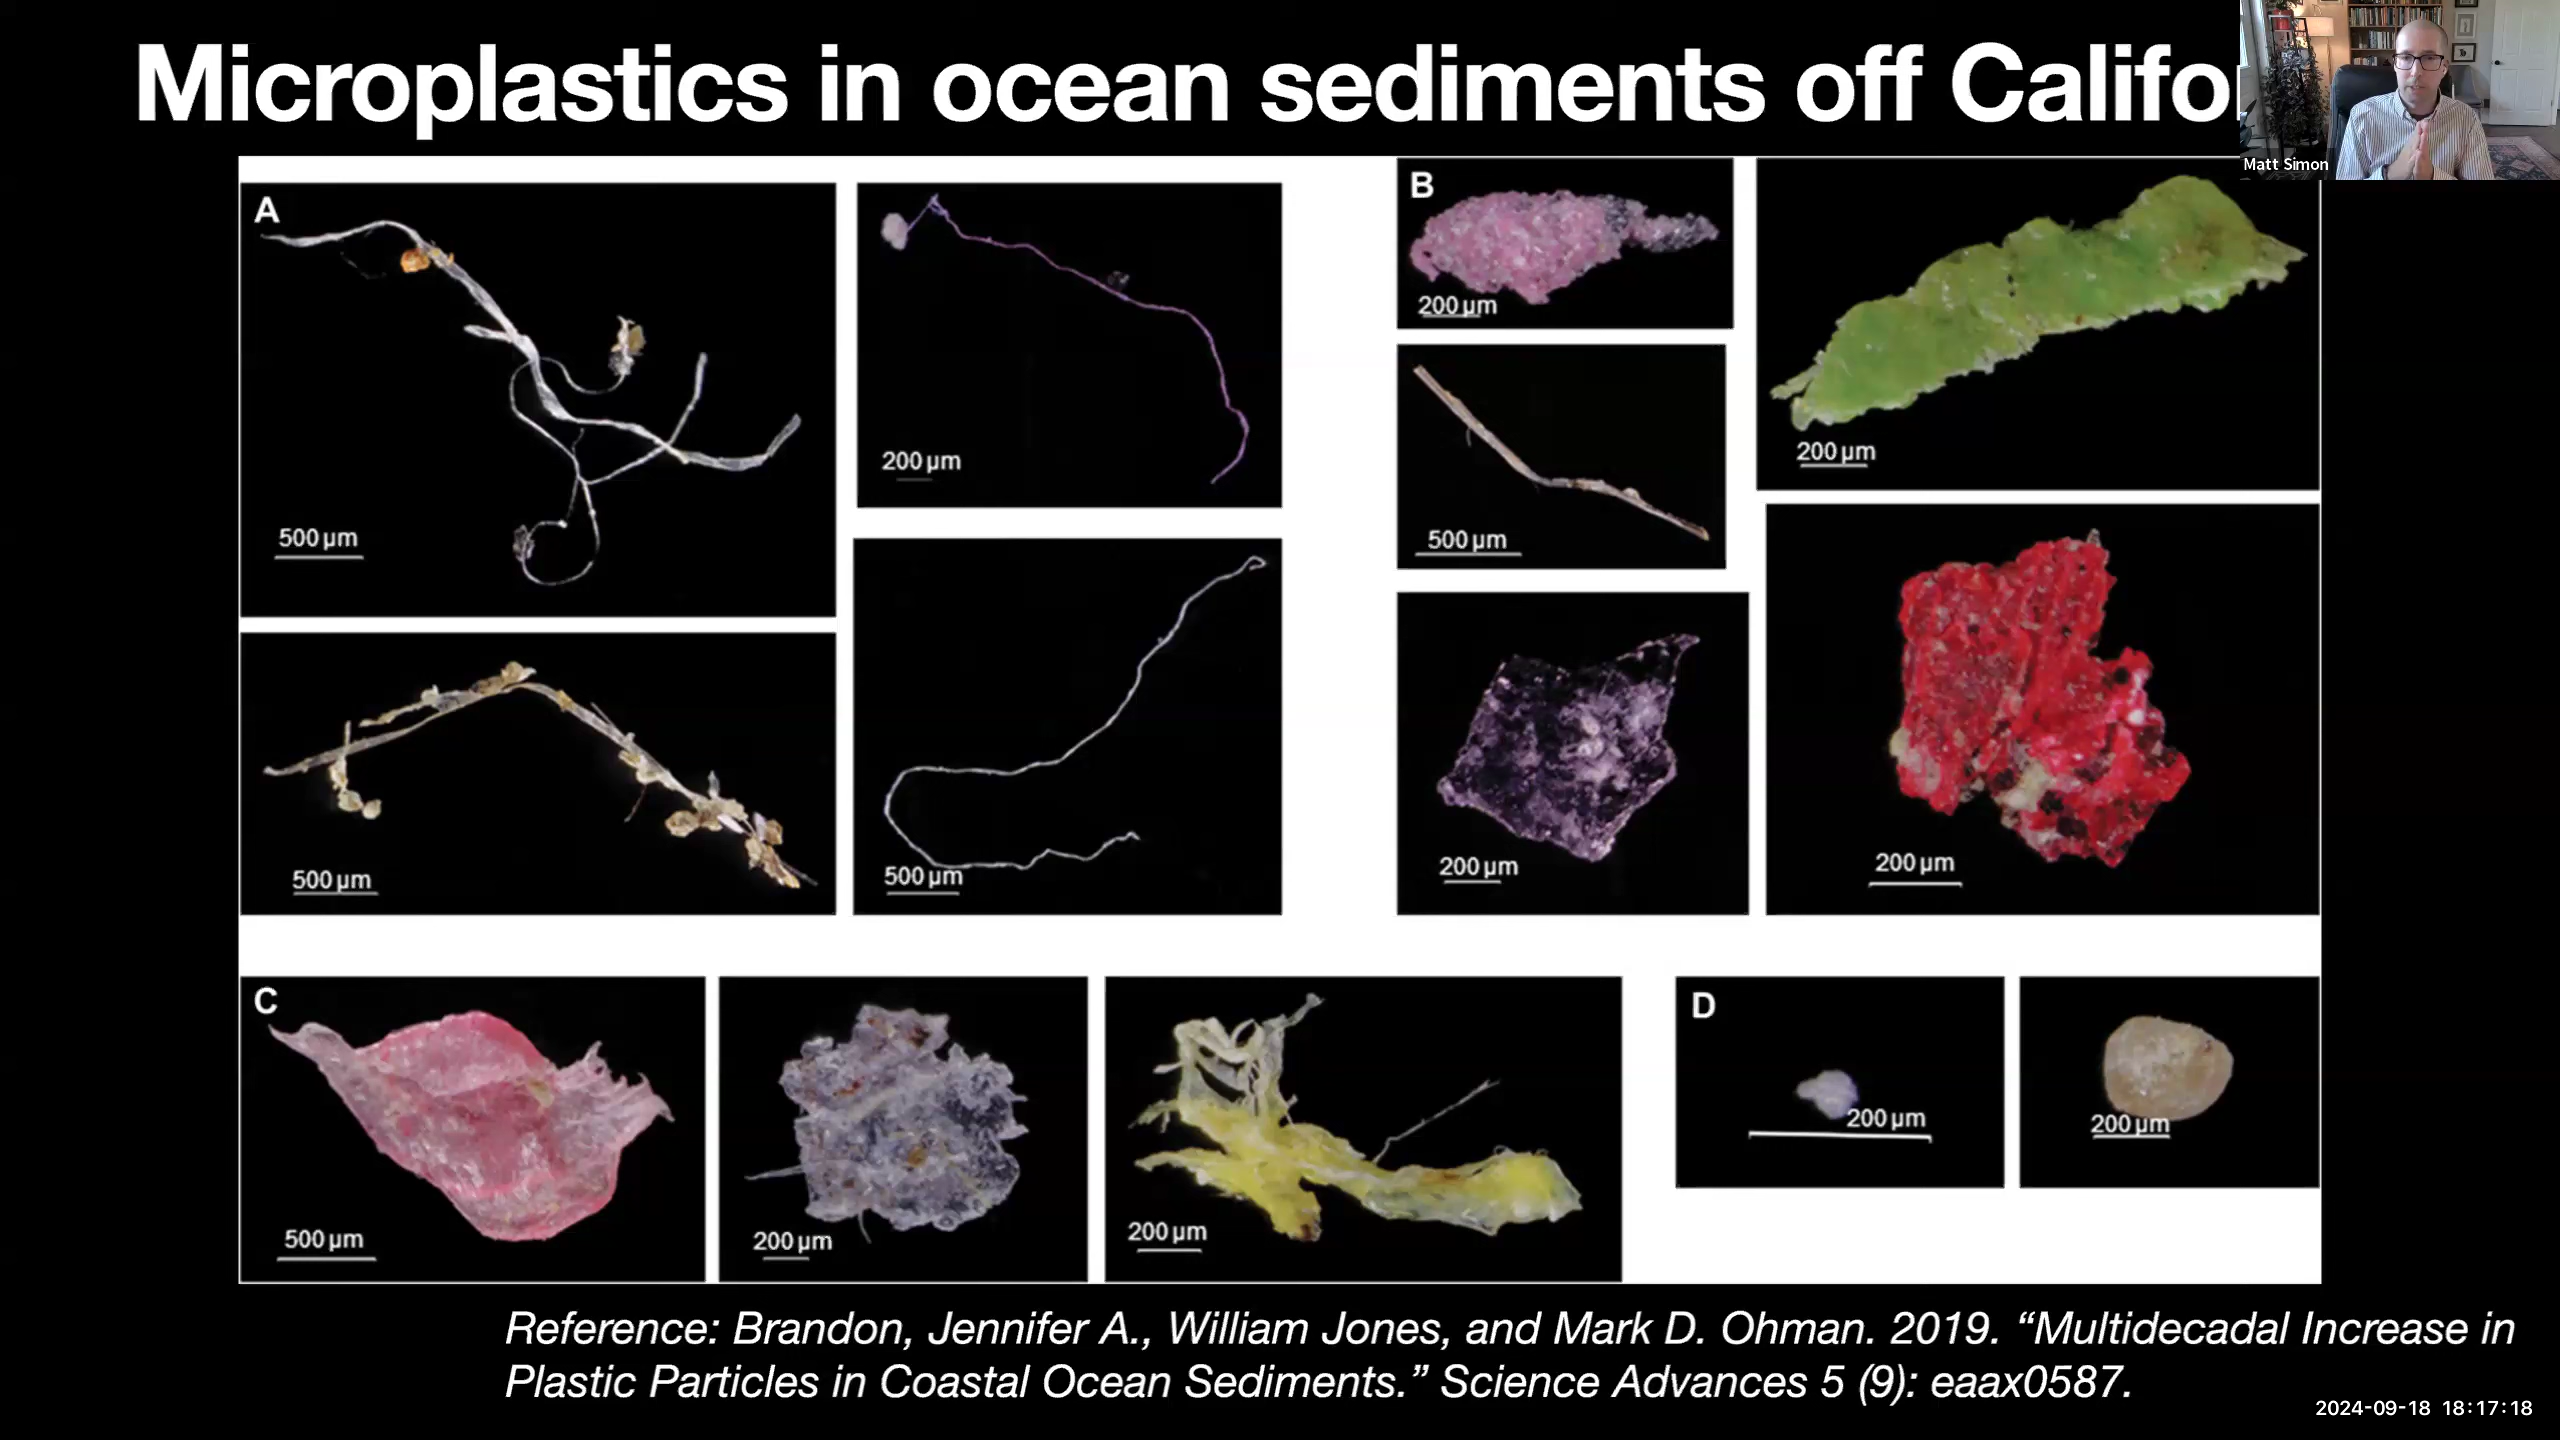 Microplastics in ocean sediments off Califo
Matt Simon
A
500 µm
200 µm
500 µm
500 µm
B
200 µm
200 µm
500 µm
200 µm
200 µm
C
500 µm
200 µm
200 µm
D
200 µm
200 µm
Reference: Brandon, Jennifer A., William Jones, and Mark D. Ohman. 2019. “Multidecadal Increase in
Plastic Particles in Coastal Ocean Sediments.” Science Advances 5 (9): eaax0587.
2024-09-18 18:17:18